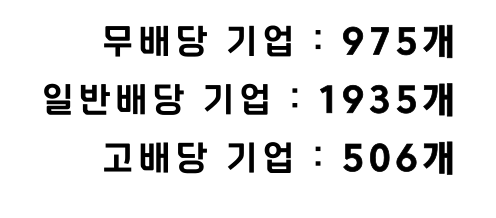 무배당 기업 : 975개
일반배당 기업 : 1935개
고배당 기업 : 506개